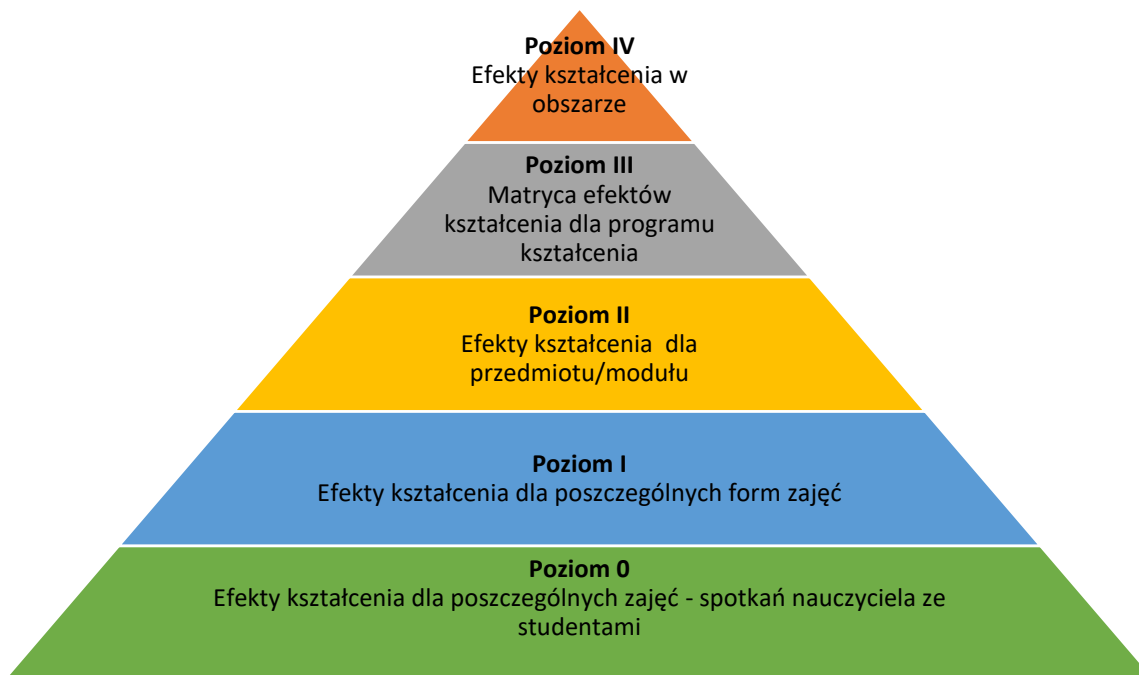 Poziom IV
Efekty kształcenia w
obszarze
Poziom III
Matryca efektów
kształcenia dla programu
kształcenia
Poziom II
Efekty kształcenia  dla
przedmiotu/modułu
Poziom I
Efekty kształcenia dla poszczególnych form zajęć
Poziom 0
Efekty kształcenia dla poszczególnych zajęć - spotkań nauczyciela ze
studentami